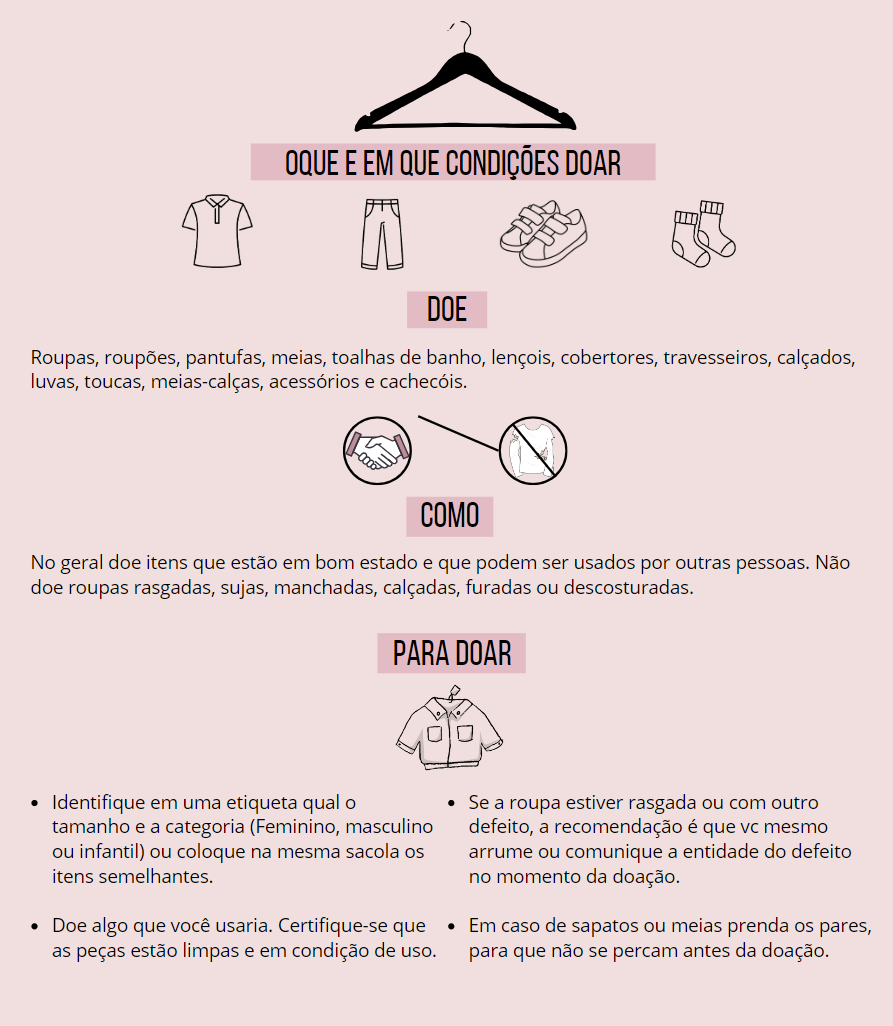 OQUE E EM QUE CONDIÇÕES DOAR
DOE
Roupas, roupões, pantufas, meias, toalhas de banho, lençois, cobertores, travesseiros, calçados,
luvas, toucas, meias-calças, acessórios e cachecóis.
COMO
No geral doe itens que estão em bom estado e que podem ser usados por outras pessoas. Não
doe roupas rasgadas, sujas, manchadas, calçadas, furadas ou descosturadas.
PARA DOAR
• Identifique em uma etiqueta qual o
tamanho e a categoria (Feminino, masculino
ou infantil) ou coloque na mesma sacola os
itens semelhantes.
• Doe algo que você usaria. Certifique-se que
as peças estão limpas e em condição de uso.
• Se a roupa estiver rasgada ou com outro
defeito, a recomendação é que vc mesmo
arrume ou comunique a entidade do defeito
no momento da doação.
• Em caso de sapatos ou meias prenda os pares,
para que não se percam antes da doação.